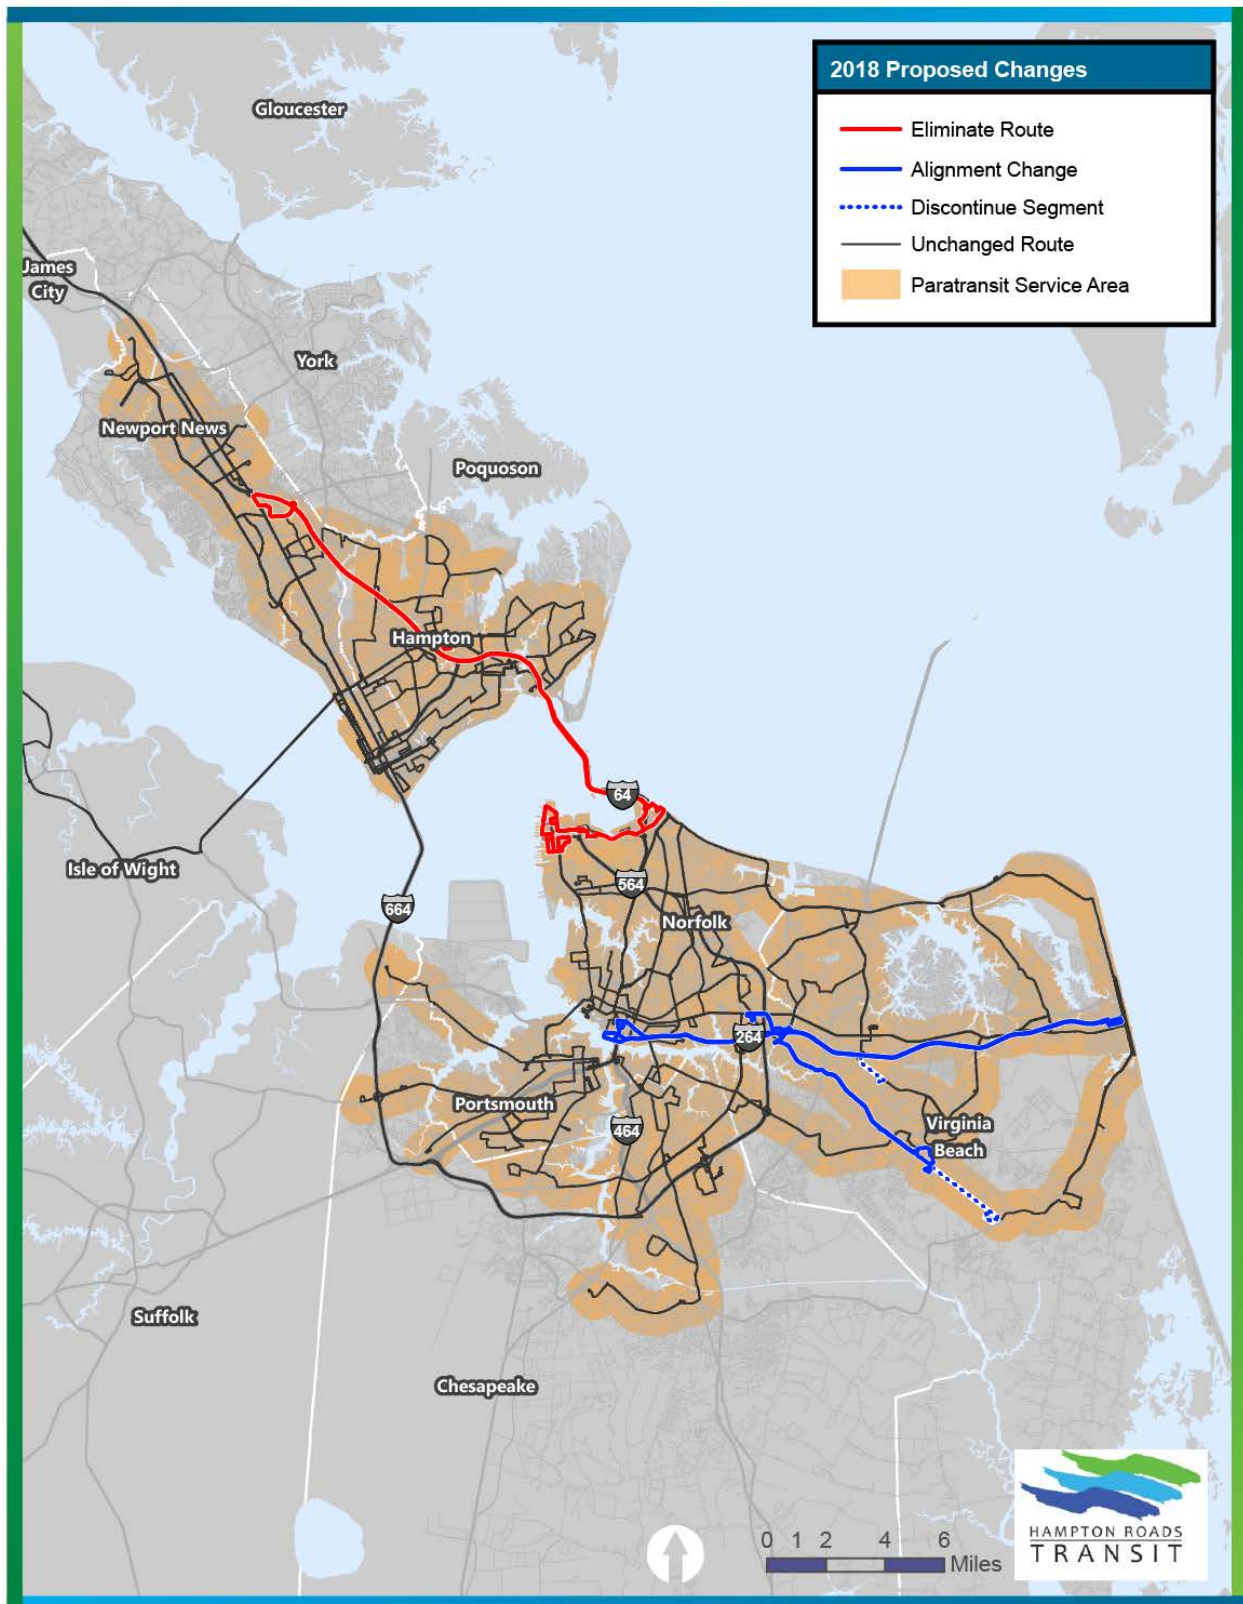 2018 Proposed Changes
Eliminate Route
Alignment Change
Discontinue Segment
Unchanged Route
Paratransit Service Area
Gloucester
James
City
York
Newport News
Poquoson
Hampton
64
Isle of Wight
564
664
Norfolk
264
Portsmouth
464
Virginia
Beach
Suffolk
Chesapeake
0 1 2 4 6
Miles
HAMPTON ROADS
TRANSIT